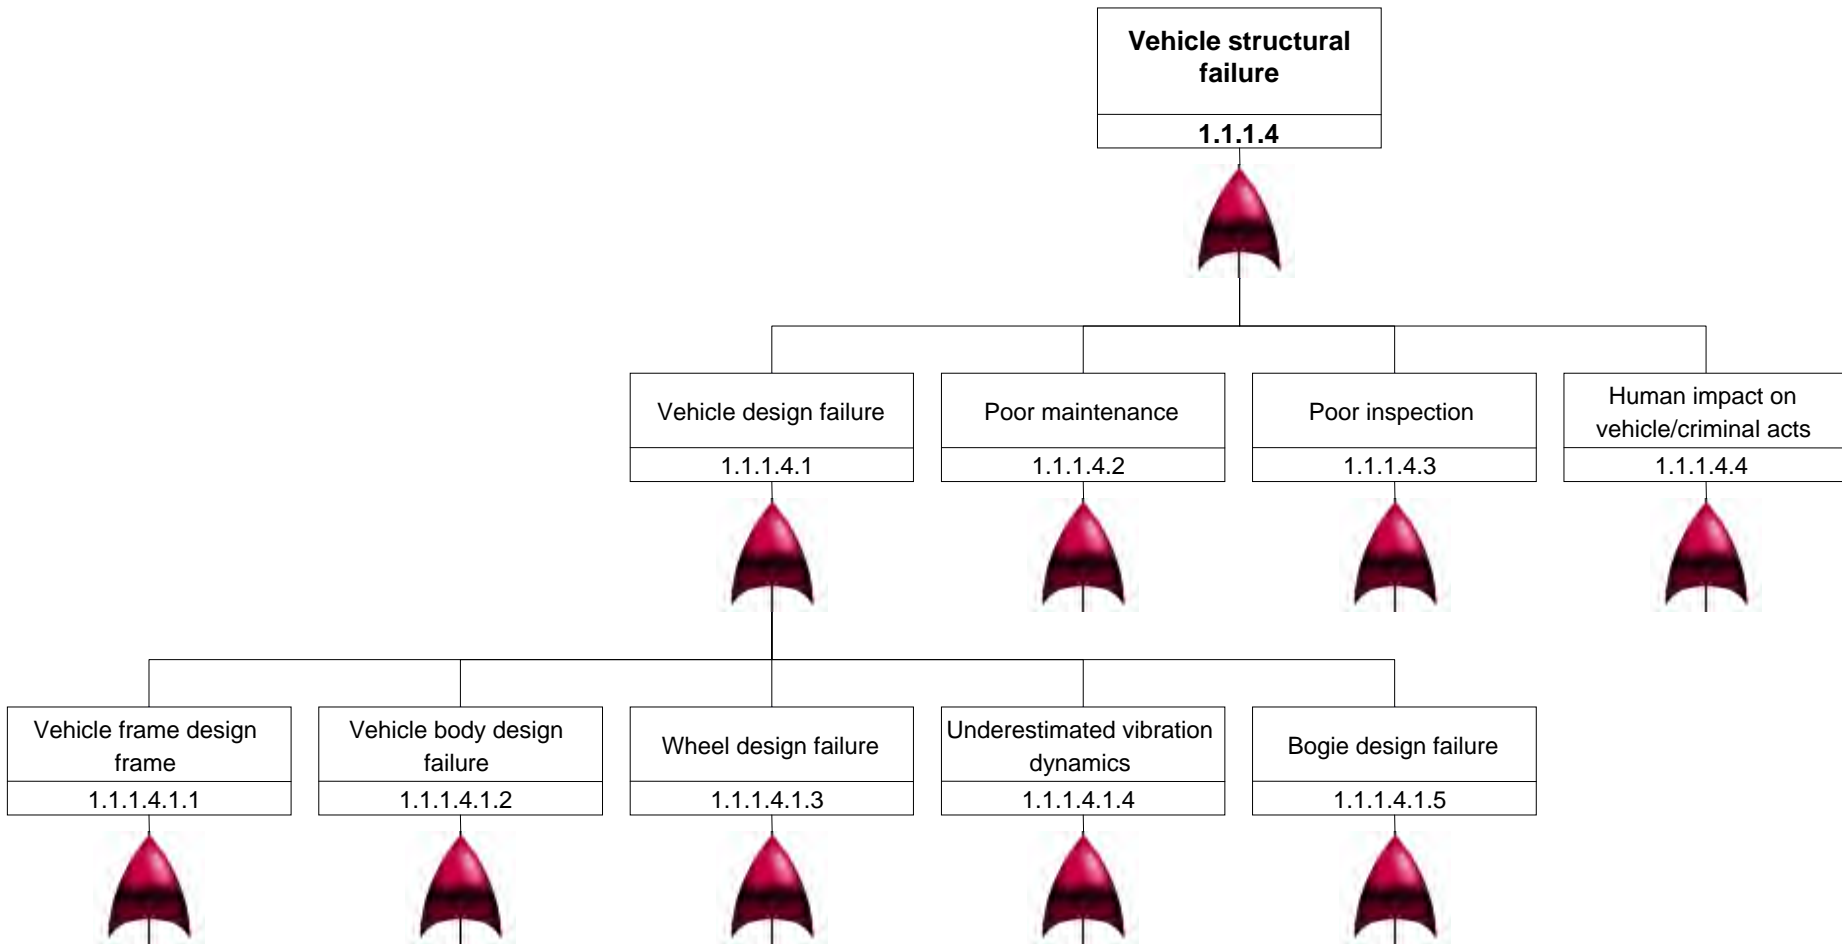 Vehicle structural
failure
1.1.1.4
Vehicle design failure
1.1.1.4.1
Poor maintenance
1.1.1.4.2
Poor inspection
1.1.1.4.3
Human impact on
vehicle/criminal acts
1.1.1.4.4
Vehicle frame design
frame
1.1.1.4.1.1
Vehicle body design
failure
1.1.1.4.1.2
Wheel design failure
1.1.1.4.1.3
Underestimated vibration
dynamics
1.1.1.4.1.4
Bogie design failure
1.1.1.4.1.5